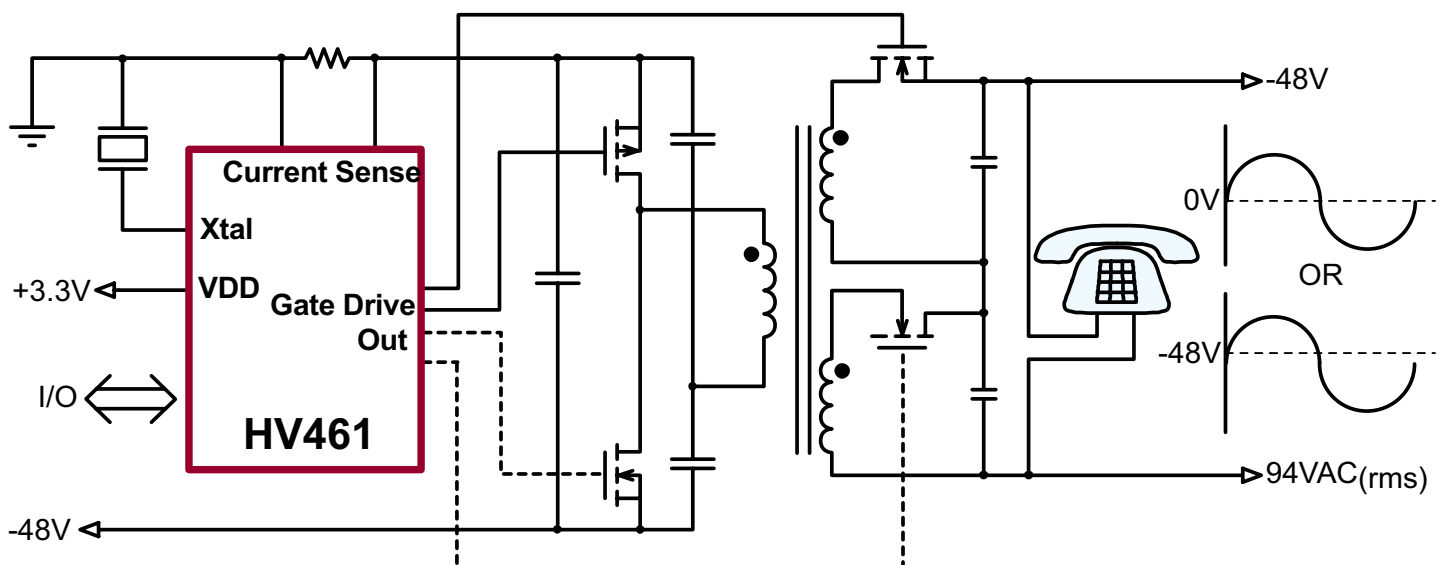 -48V
Current Sense
Xtal
0V
+3.3V
VDD
OR
Gate Drive
Out
-48V
I/O
HV461
94VAC(rms)
-48V